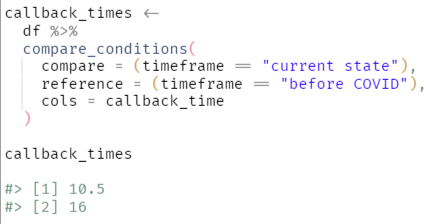 callback_times <-
  df %>%
  compare_conditions(
    compare = (timeframe == "current state"),
    reference = (timeframe == "before COVID"),
    cols = callback_time
  )
callback_times
#> [1] 10.5
#> [2] 16